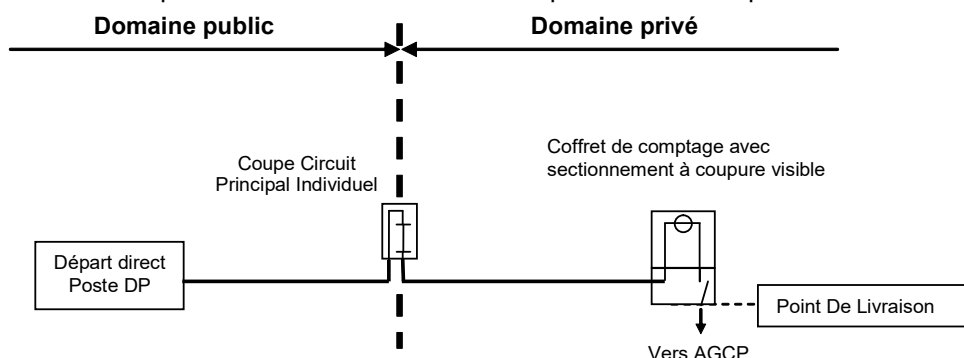 Domaine public
Domaine privé
Coupe Circuit
Principal Individuel
Coffret de comptage avec
sectionnement à coupure visible
Départ direct
Poste DP
Point De Livraison
Vers AGCP